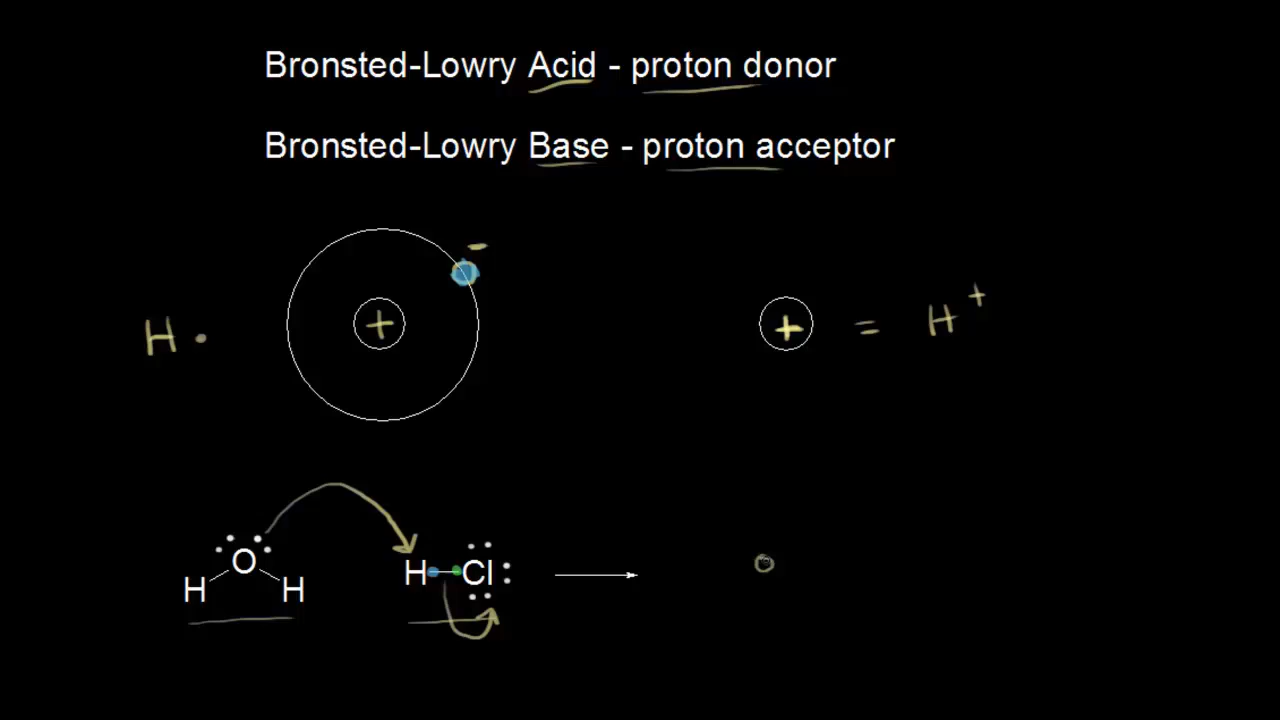 Bronsted-Lowry Acid - proton donor
Bronsted-Lowry Base - proton acceptor
H · + - + = H⁺
O
H H H Cl